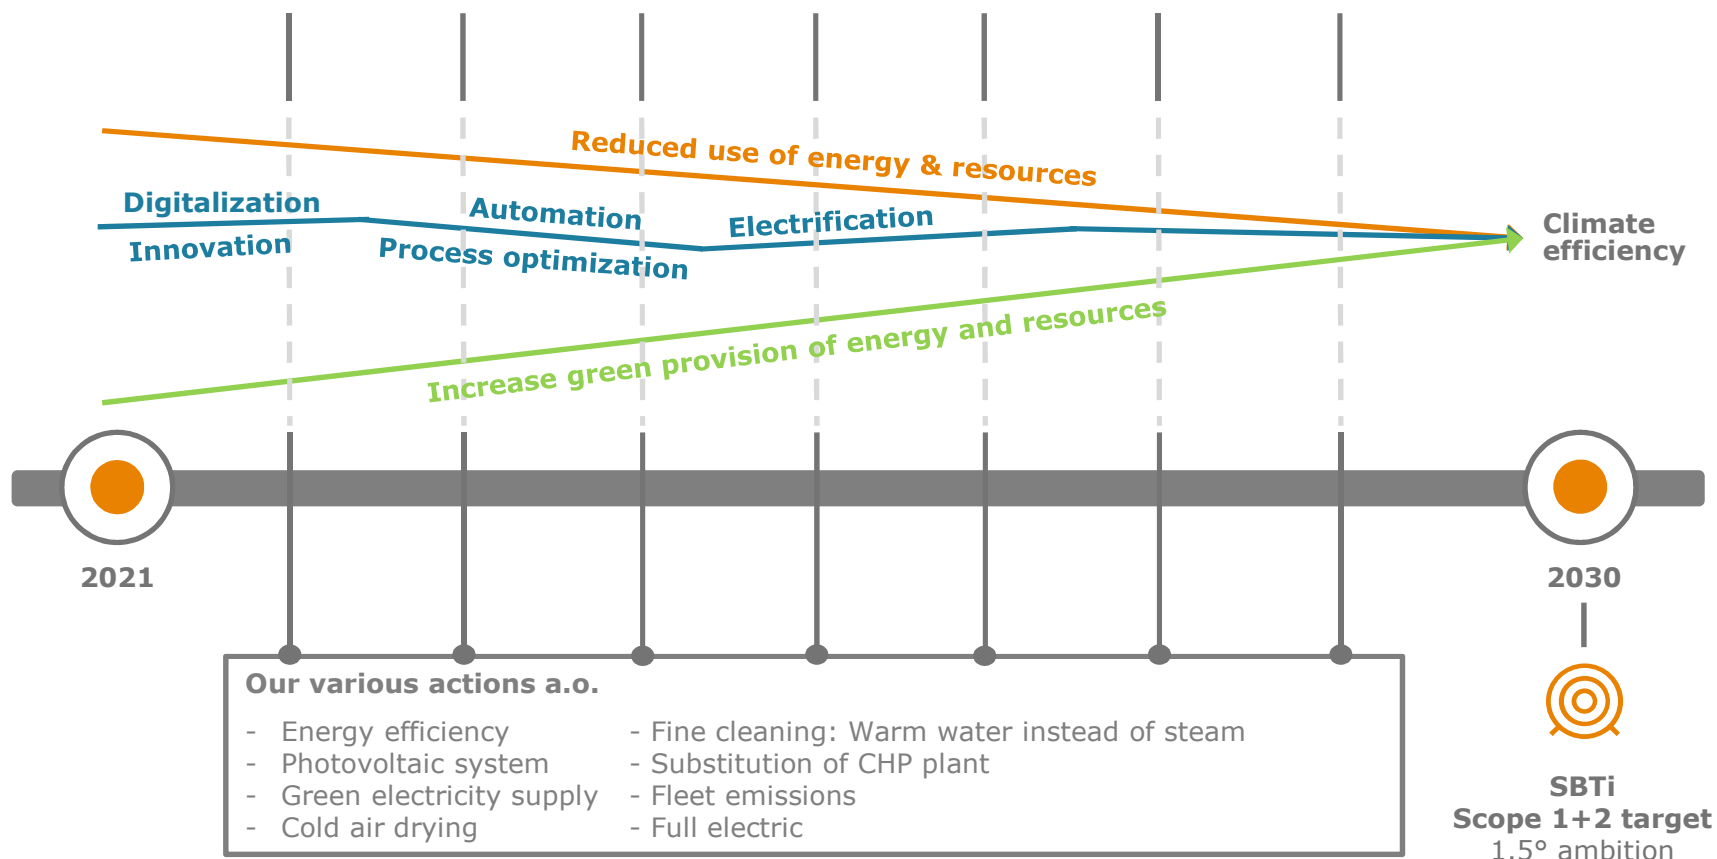 Reduced use of energy & resources
Digitalization
Automation
Electrification
Innovation
Process optimization
Climate
efficiency
Increase green provision of energy and resources
2021
2030
Our various actions a.o.
- Energy efficiency
- Photovoltaic system
- Green electricity supply
- Cold air drying
- Fine cleaning: Warm water instead of steam
- Substitution of CHP plant
- Fleet emissions
- Full electric
SBTi
Scope 1+2 target
1.5° ambition